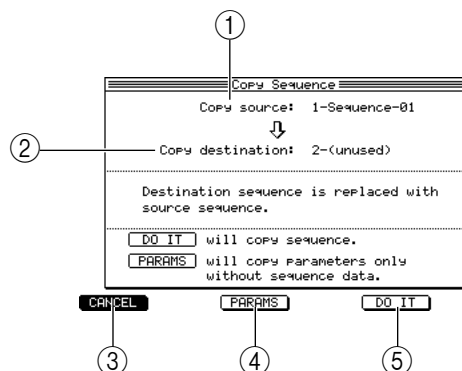 1
Copy Sequence
Copy source: 1-Sequence-01
2
Copy destination: 2-(unused)
Destination sequence is replaced with
source sequence.
DO IT will copy sequence.
PARAMS will copy parameters only
without sequence data.
CANCEL PARAMS DO IT
3 4 5